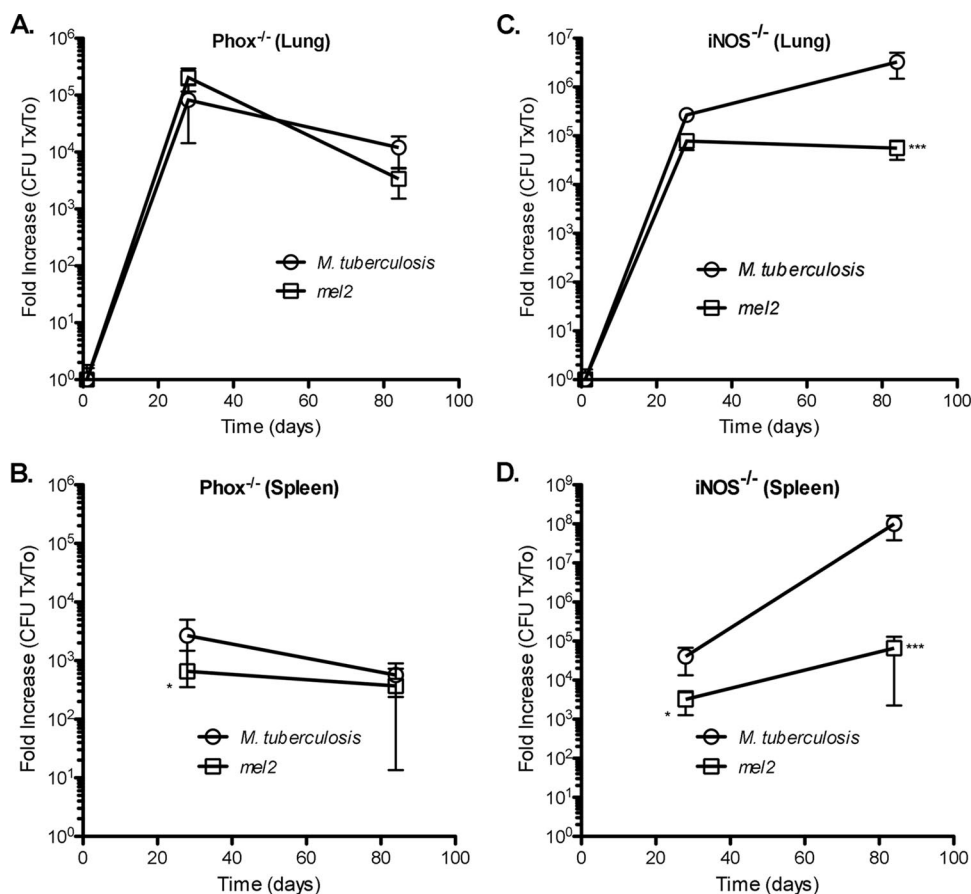 A.
Phox-/- (Lung)
Fold Increase (CFU Tx/To)
10^6
10^5
10^4
10^3
10^2
10^1
10^0
M. tuberculosis
mel2
0 20 40 60 80 100
Time (days)
C.
iNOS-/- (Lung)
Fold Increase (CFU Tx/To)
10^7
10^6
10^5
10^4
10^3
10^2
10^1
10^0
***
M. tuberculosis
mel2
0 20 40 60 80 100
Time (days)
B.
Phox-/- (Spleen)
Fold Increase (CFU Tx/To)
10^6
10^5
10^4
10^3
10^2
10^1
10^0
*
M. tuberculosis
mel2
0 20 40 60 80 100
Time (days)
D.
iNOS-/- (Spleen)
Fold Increase (CFU Tx/To)
10^9
10^8
10^7
10^6
10^5
10^4
10^3
10^2
10^1
10^0
***
*
M. tuberculosis
mel2
0 20 40 60 80 100
Time (days)